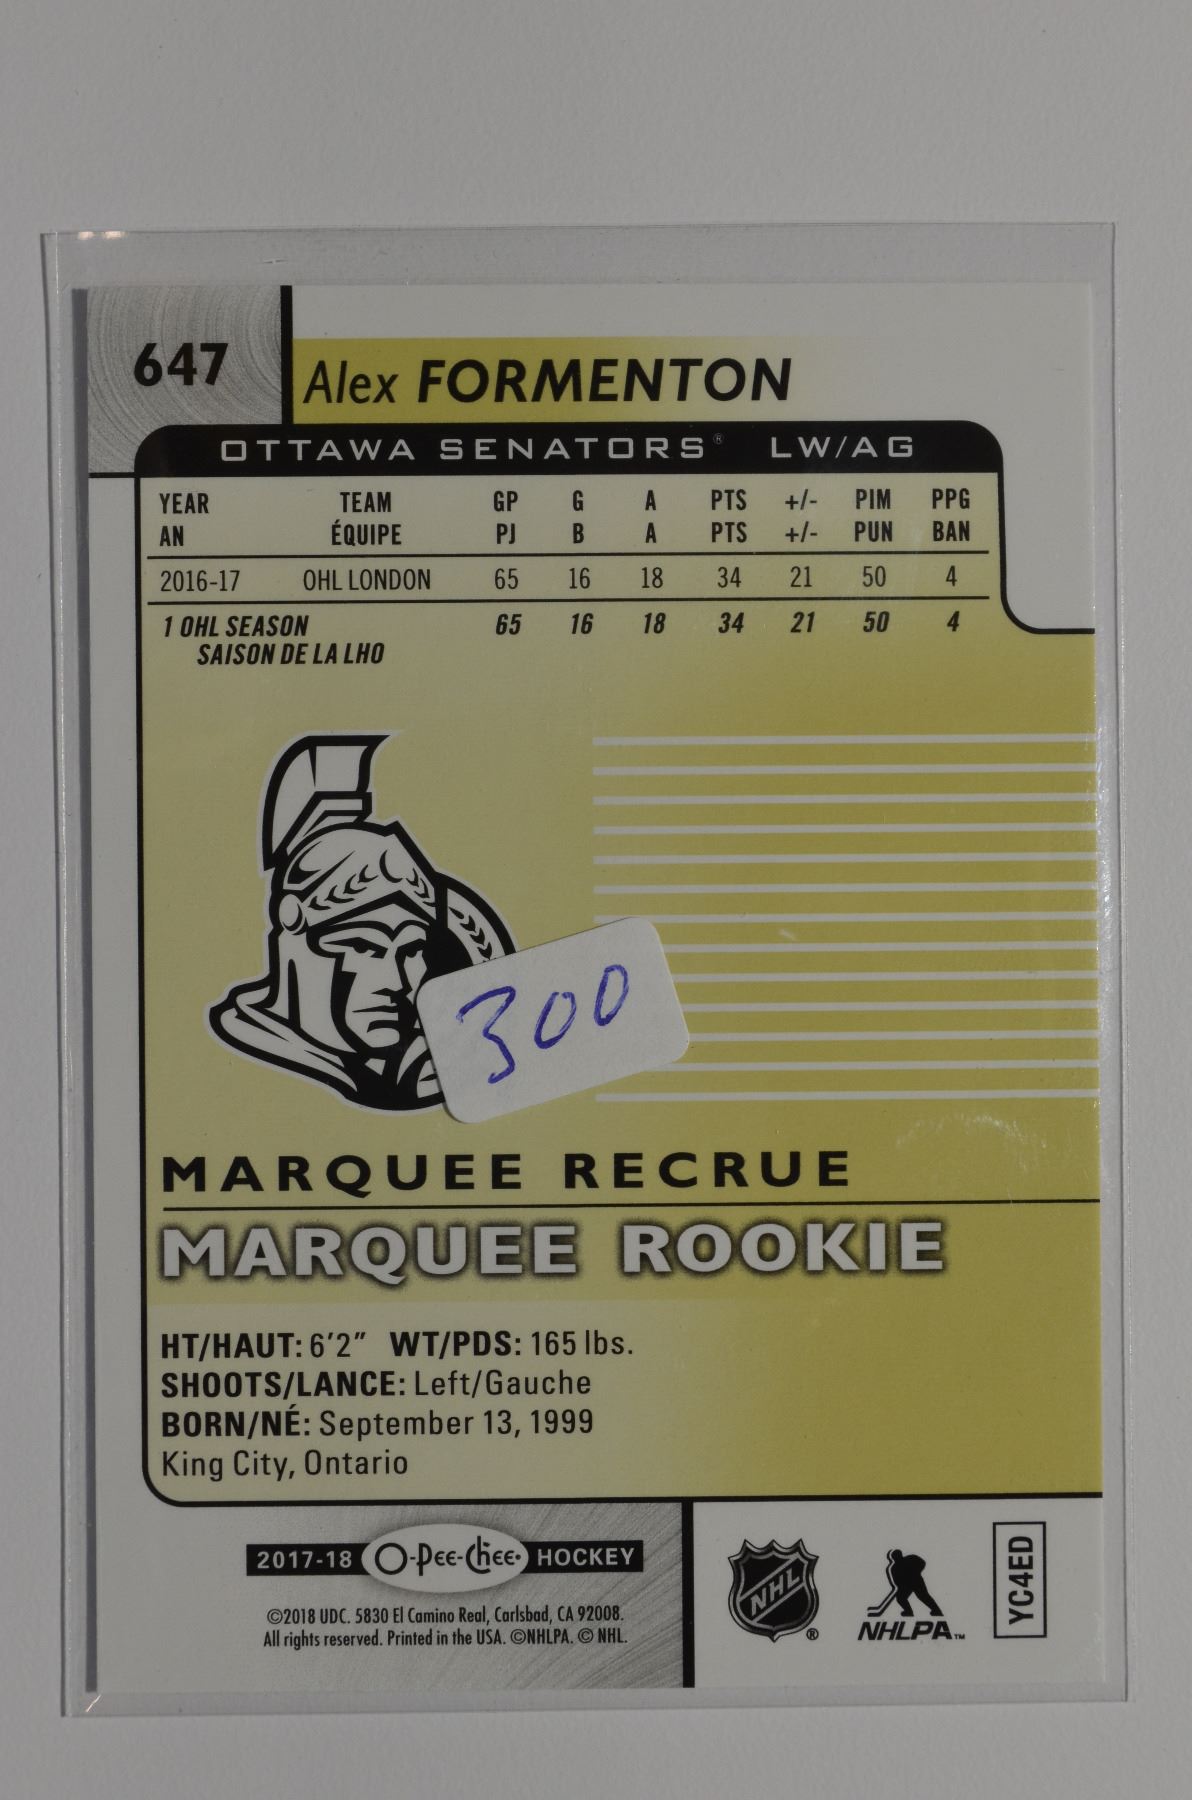 647
Alex FORMENTON
OTTAWA SENATORS® LW/AG
YEAR TEAM GP G A PTS +/- PIM PPG
AN ÉQUIPE PJ B A PTS +/- PUN BAN
2016-17 OHL LONDON 65 16 18 34 21 50 4
1 OHL SEASON 65 16 18 34 21 50 4
SAISON DE LA LHO
300
MARQUEE RECRUE
MARQUEE ROOKIE
HT/HAUT: 6'2" WT/PDS: 165 lbs.
SHOOTS/LANCE: Left/Gauche
BORN/NÉ: September 13, 1999
King City, Ontario
2017-18 O-Pee-Chee® HOCKEY
©2018 UDC. 5830 El Camino Real, Carlsbad, CA 92008.
All rights reserved. Printed in the USA. ©NHLPA. © NHL.
NHL ®
NHLPA™
YC4ED